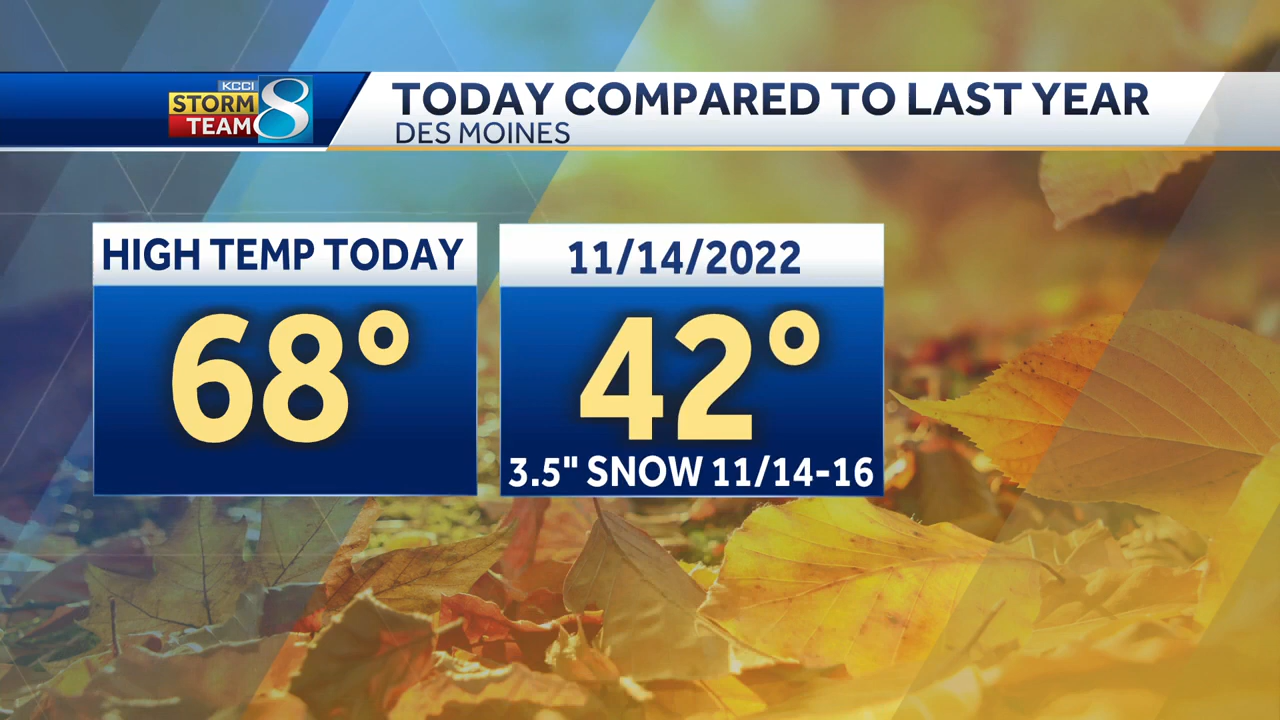 KCCI
STORM
TEAM
8
TODAY COMPARED TO LAST YEAR
DES MOINES
HIGH TEMP TODAY
68°
11/14/2022
42°
3.5" SNOW 11/14-16